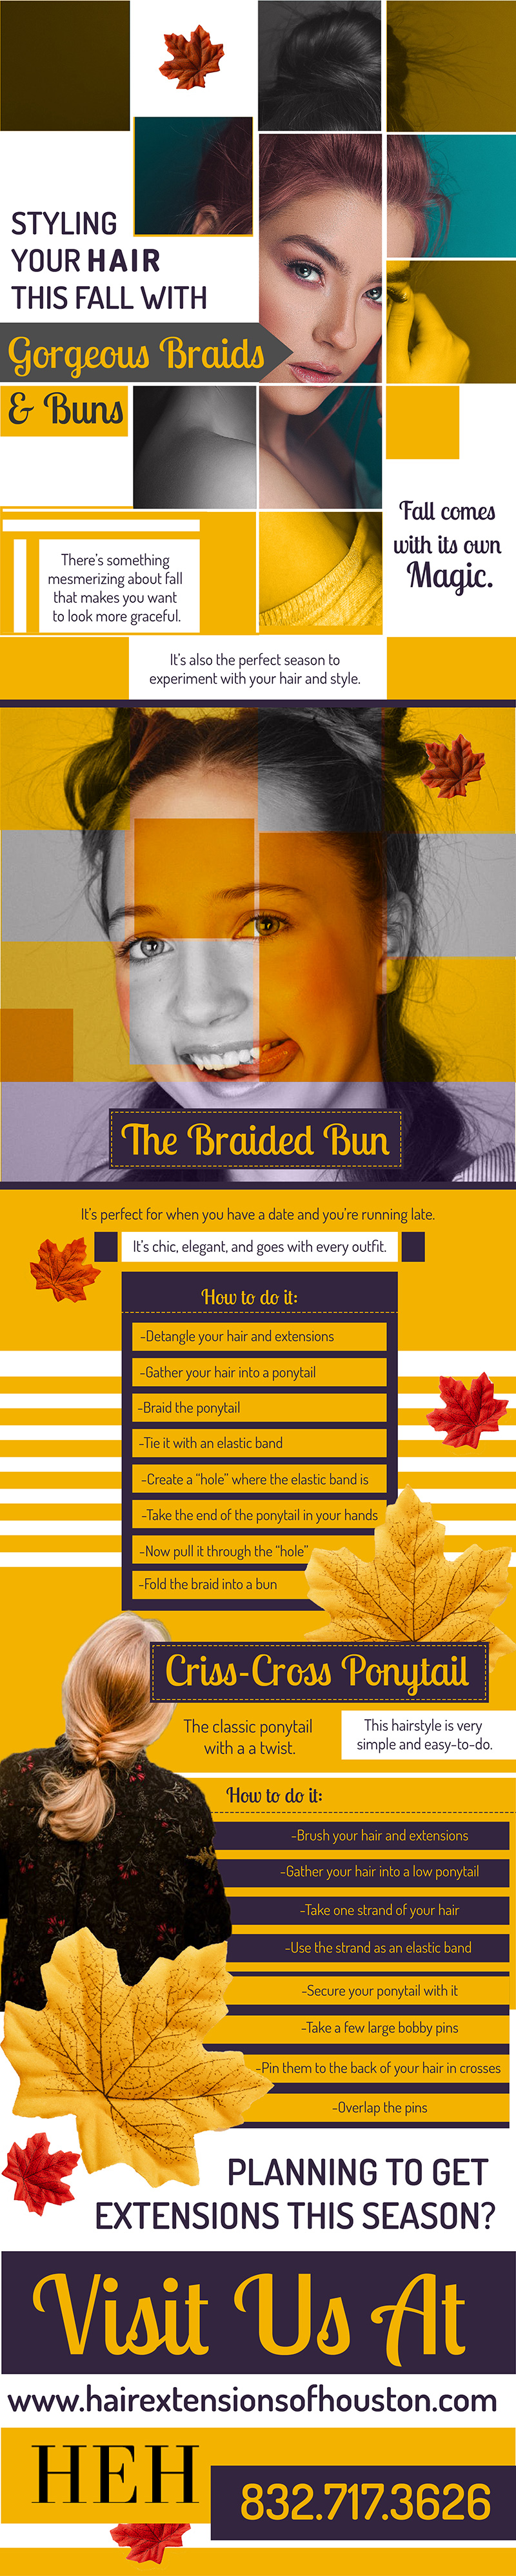 STYLING
YOUR HAIR
THIS FALL WITH
Gorgeous Braids
& Buns
Fall comes
with its own
Magic.
There's something
mesmerizing about fall
that makes you want
to look more graceful.
It's also the perfect season to
experiment with your hair and style.
The Braided Bun
It's perfect for when you have a date and you're running late.
It's chic, elegant, and goes with every outfit.
How to do it:
-Detangle your hair and extensions
-Gather your hair into a ponytail
-Braid the ponytail
-Tie it with an elastic band
-Create a "hole" where the elastic band is
-Take the end of the ponytail in your hands
-Now pull it through the "hole"
-Fold the braid into a bun
Criss-Cross Ponytail
The classic ponytail
with a a twist.
This hairstyle is very
simple and easy-to-do.
How to do it:
-Brush your hair and extensions
-Gather your hair into a low ponytail
-Take one strand of your hair
-Use the strand as an elastic band
-Secure your ponytail with it
-Take a few large bobby pins
-Pin them to the back of your hair in crosses
-Overlap the pins
PLANNING TO GET
EXTENSIONS THIS SEASON?
Visit Us At
www.hairextensionsofhouston.com
HEH
832.717.3626